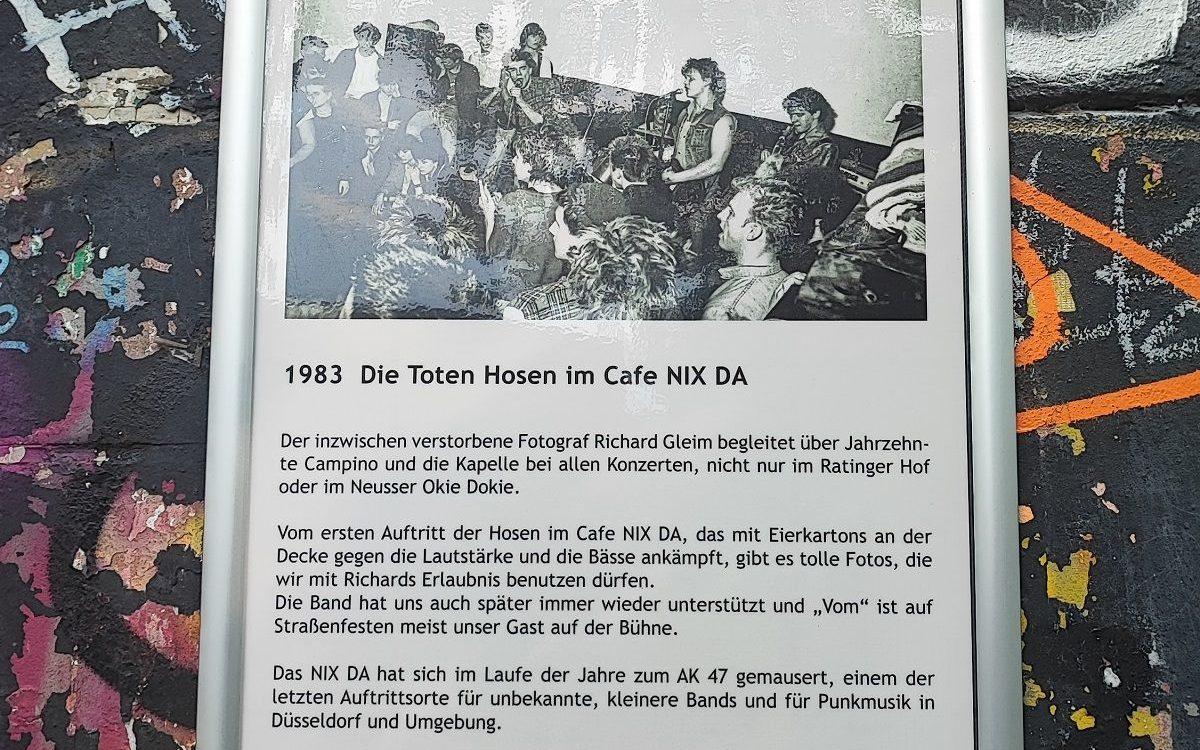 1983 Die Toten Hosen im Cafe NIX DA
Der inzwischen verstorbene Fotograf Richard Gleim begleitet über Jahrzehn-
te Campino und die Kapelle bei allen Konzerten, nicht nur im Ratinger Hof
oder im Neusser Okie Dokie.
Vom ersten Auftritt der Hosen im Cafe NIX DA, das mit Eierkartons an der
Decke gegen die Lautstärke und die Bässe ankämpft, gibt es tolle Fotos, die
wir mit Richards Erlaubnis benutzen dürfen.
Die Band hat uns auch später immer wieder unterstützt und „Vom“ ist auf
Straßenfesten meist unser Gast auf der Bühne.
Das NIX DA hat sich im Laufe der Jahre zum AK 47 gemausert, einem der
letzten Auftrittsorte für unbekannte, kleinere Bands und für Punkmusik in
Düsseldorf und Umgebung.